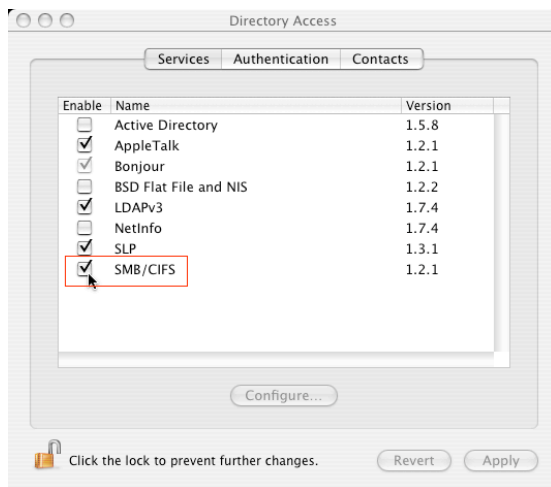 Directory Access
Services Authentication Contacts
Enable Name Version
Active Directory 1.5.8
AppleTalk 1.2.1
Bonjour 1.2.1
BSD Flat File and NIS 1.2.2
LDAPv3 1.7.4
NetInfo 1.7.4
SLP 1.3.1
SMB/CIFS 1.2.1
Configure...
Click the lock to prevent further changes. Revert Apply